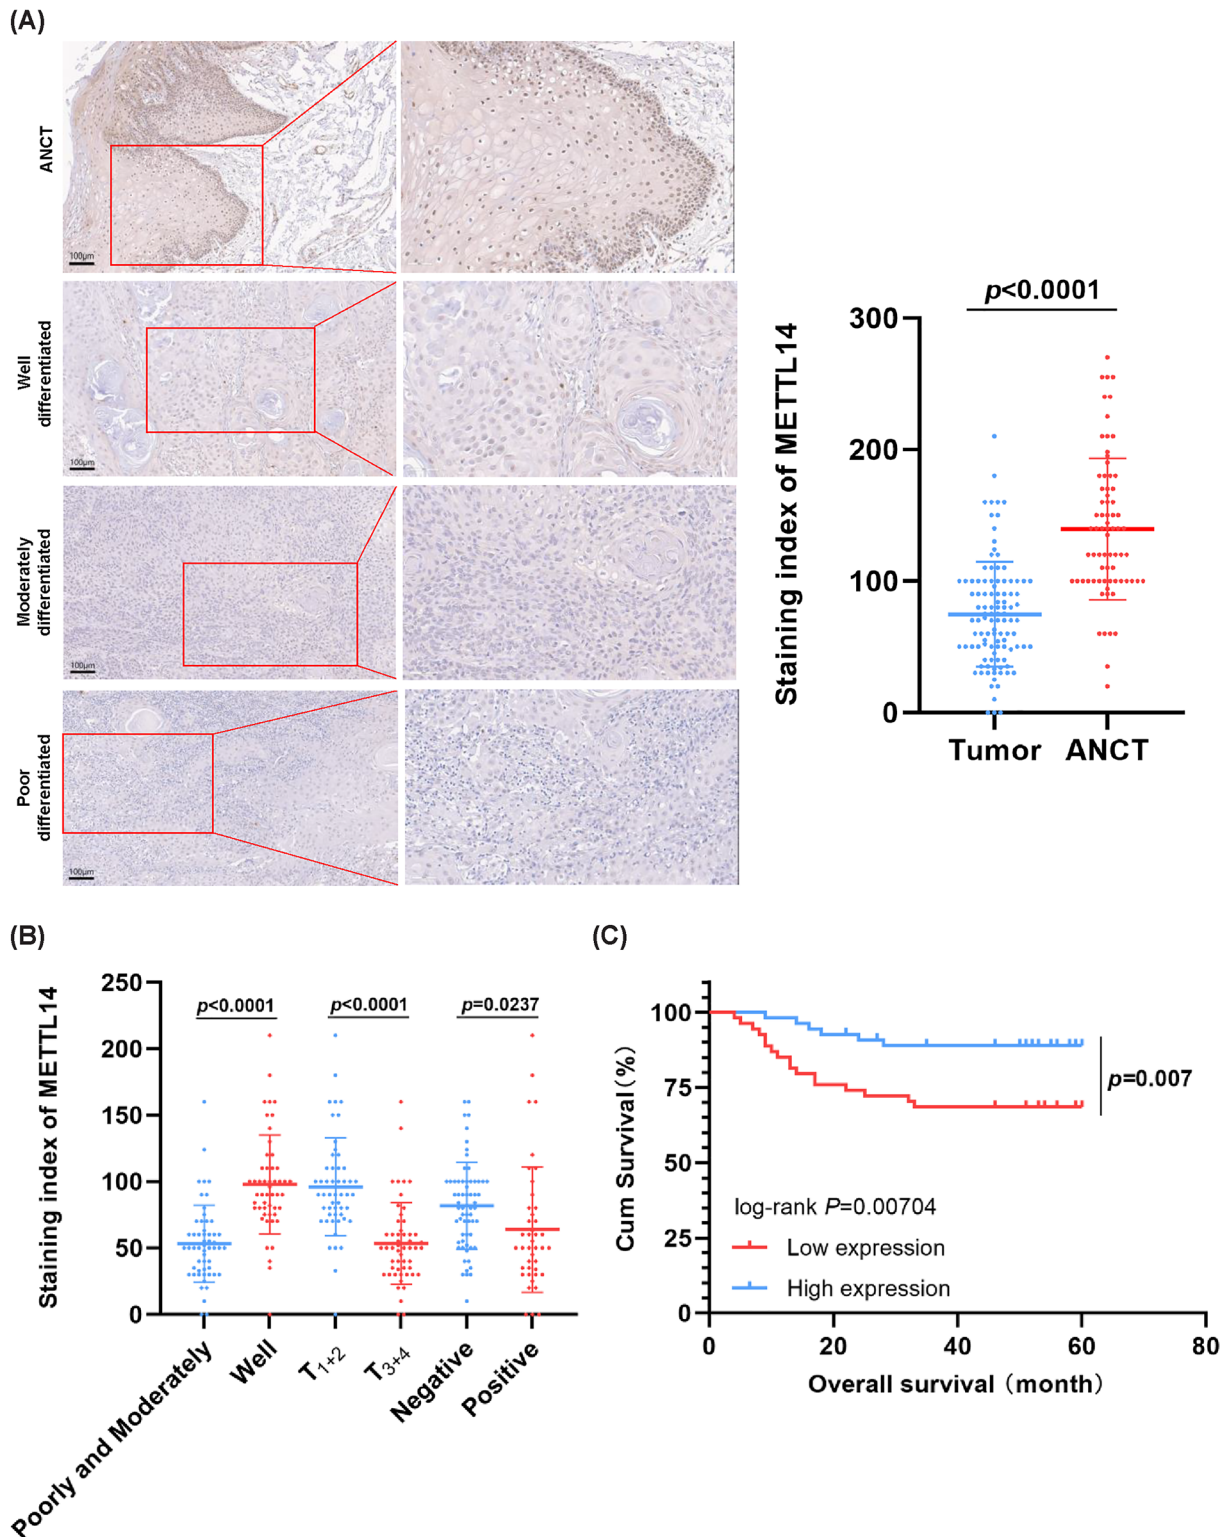 (A)
ANCT
100μm
Well
differentiated
100μm
Moderately
differentiated
100μm
Poor
differentiated
100μm
Staining index of METTL14
p<0.0001
300
200
100
0
Tumor
ANCT
(B)
Staining index of METTL14
250
200
150
100
50
0
p<0.0001
p<0.0001
p=0.0237
Poorly and Moderately
Well
T1+2
T3+4
Negative
Positive
(C)
Cum Survival(%)
100
75
50
25
0
p=0.007
log-rank P=0.00704
Low expression
High expression
0
20
40
60
80
Overall survival (month)